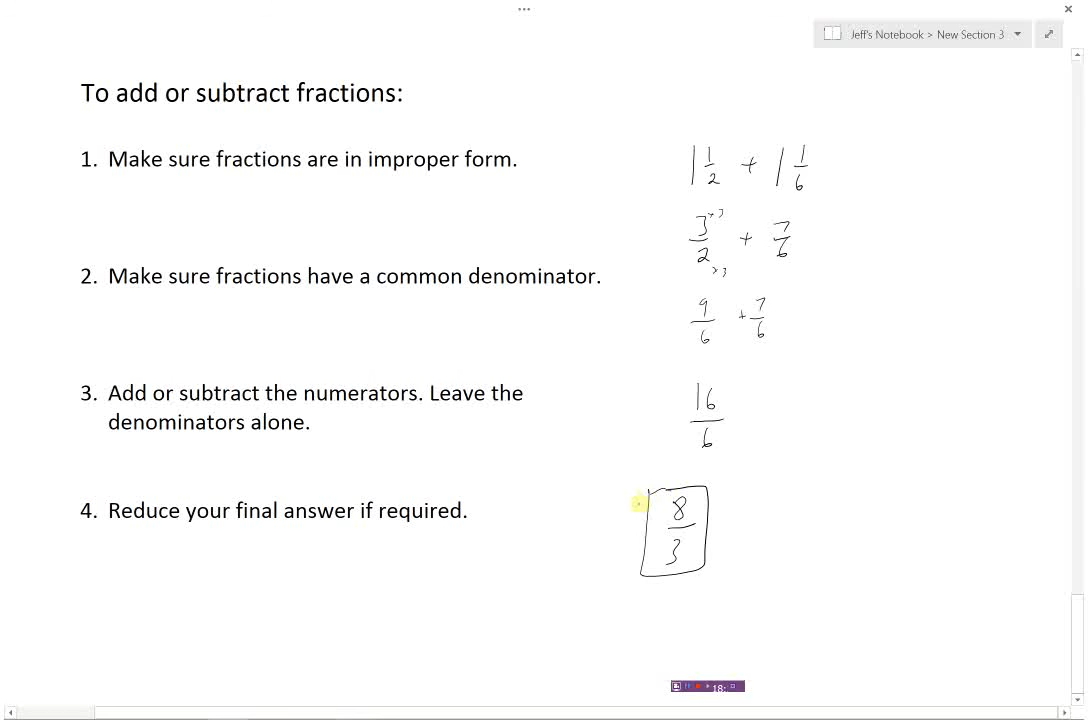 Jeff's Notebook > New Section 3
To add or subtract fractions:
1. Make sure fractions are in improper form.
1 1/2 + 1 1/6
3×3/2×3 + 7/6
2. Make sure fractions have a common denominator.
9/6 + 7/6
3. Add or subtract the numerators. Leave the
denominators alone.
16/6
4. Reduce your final answer if required.
8/3
18: